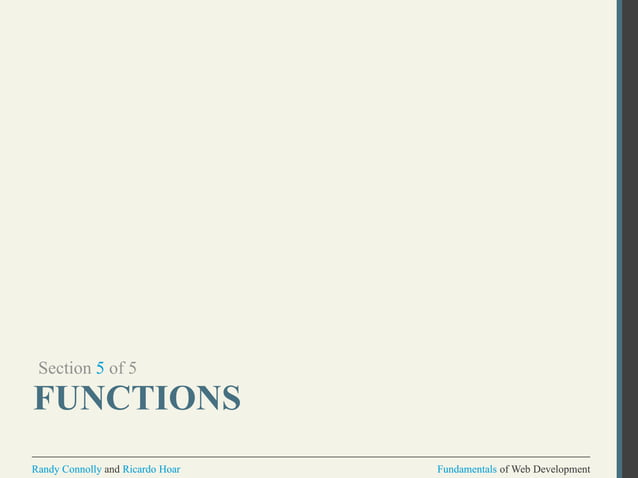 Section 5 of 5
FUNCTIONS
Randy Connolly and Ricardo Hoar
Fundamentals of Web Development